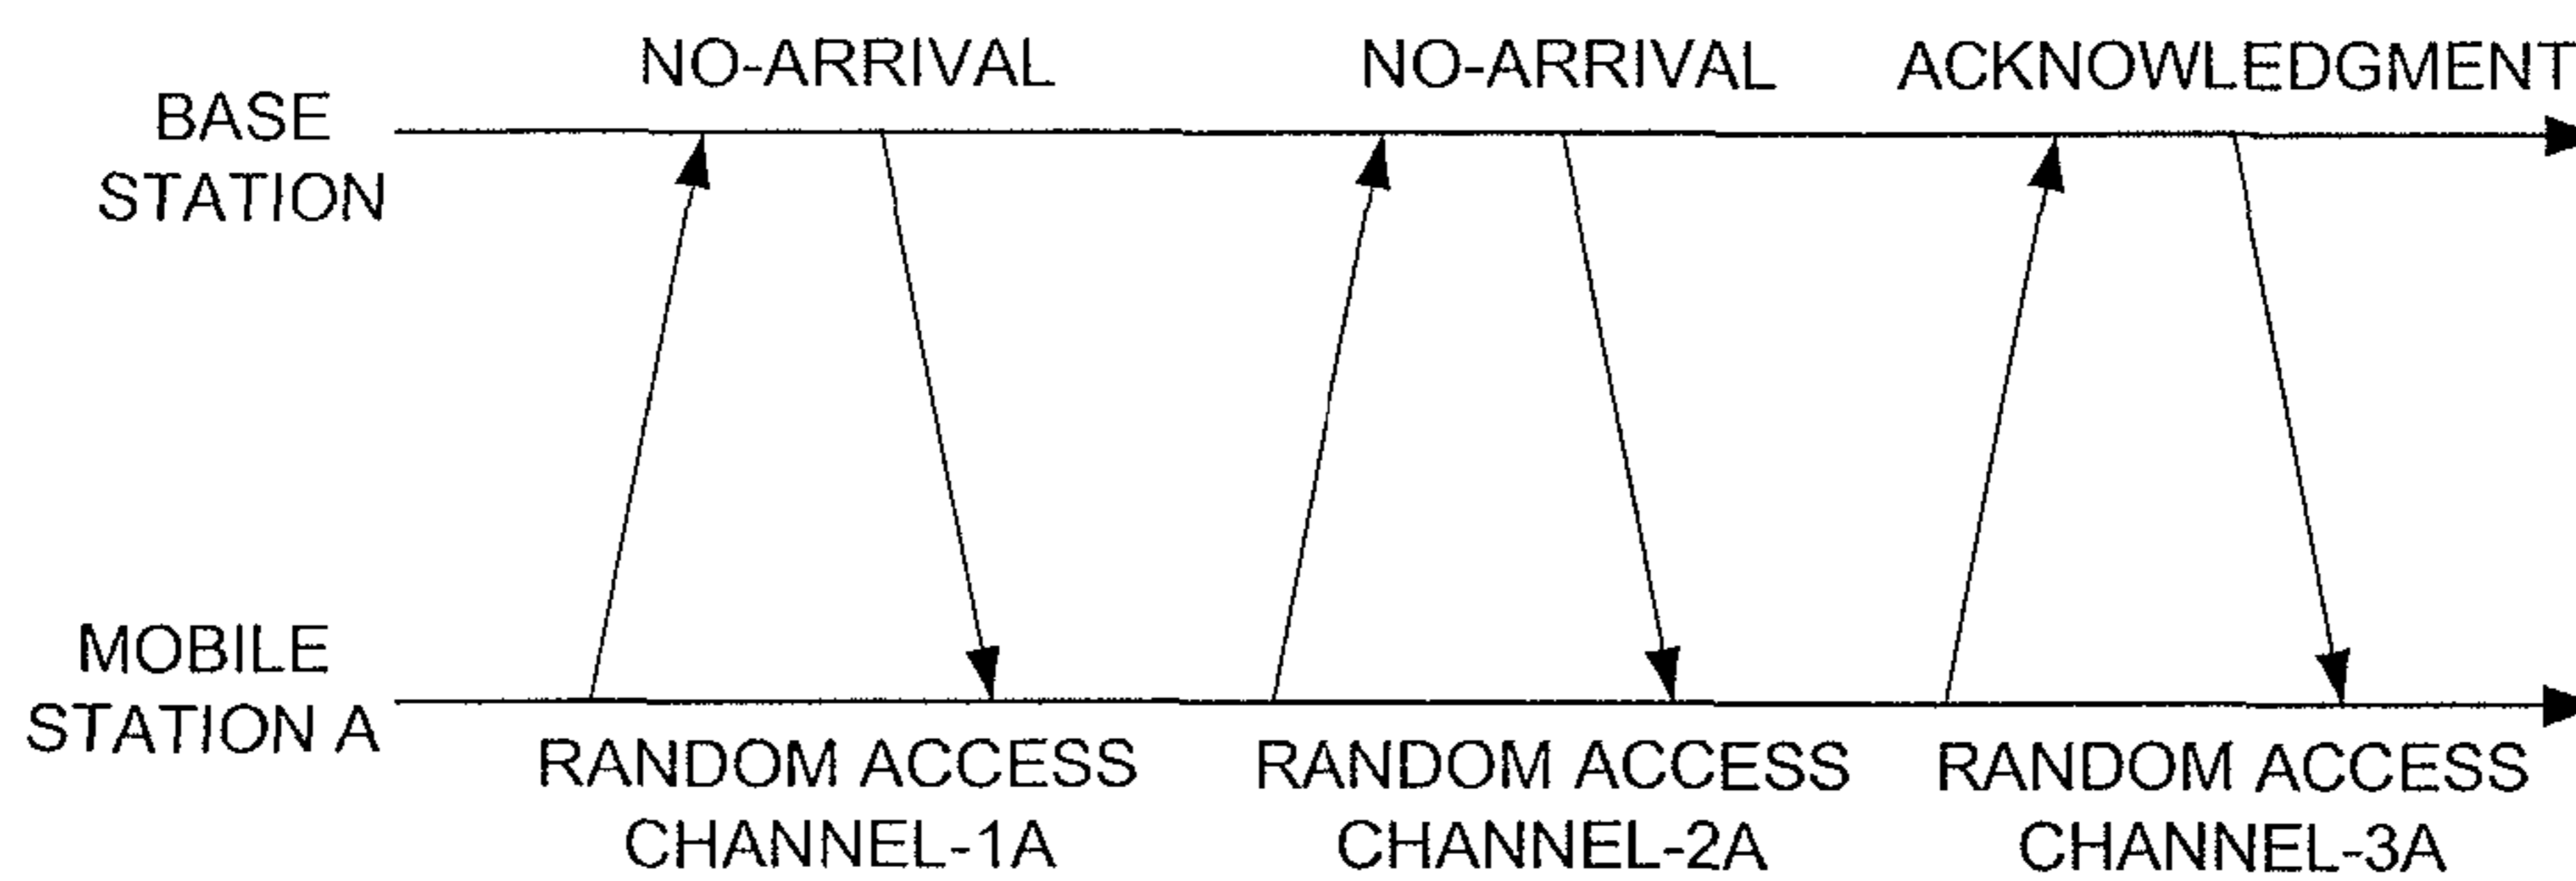 NO-ARRIVAL
NO-ARRIVAL
ACKNOWLEDGMENT
BASE
STATION
MOBILE
STATION A
RANDOM ACCESS
CHANNEL-1A
RANDOM ACCESS
CHANNEL-2A
RANDOM ACCESS
CHANNEL-3A